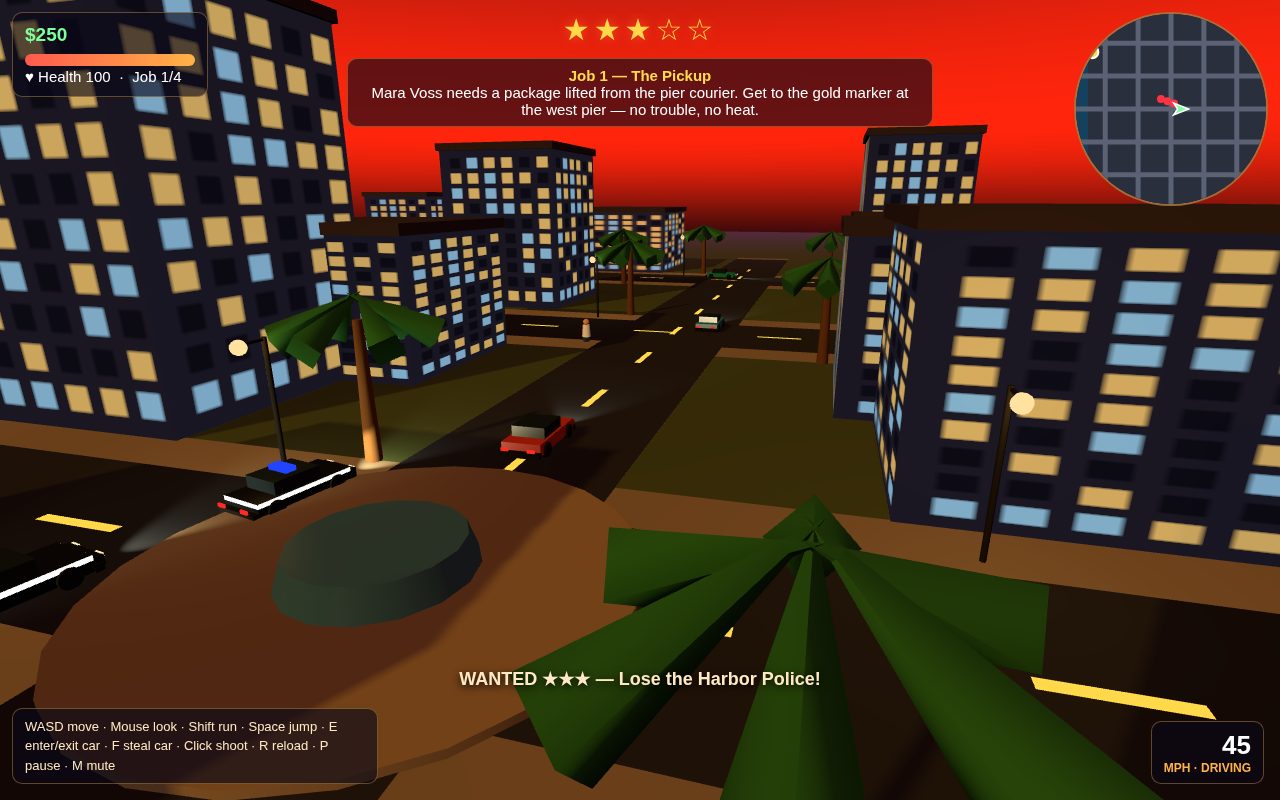 $250
♥ Health 100 · Job 1/4
★★★☆☆
Job 1 — The Pickup
Mara Voss needs a package lifted from the pier courier. Get to the gold marker at
the west pier — no trouble, no heat.
WANTED ★★★ — Lose the Harbor Police!
WASD move · Mouse look · Shift run · Space jump · E
enter/exit car · F steal car · Click shoot · R reload · P
pause · M mute
45
MPH · DRIVING